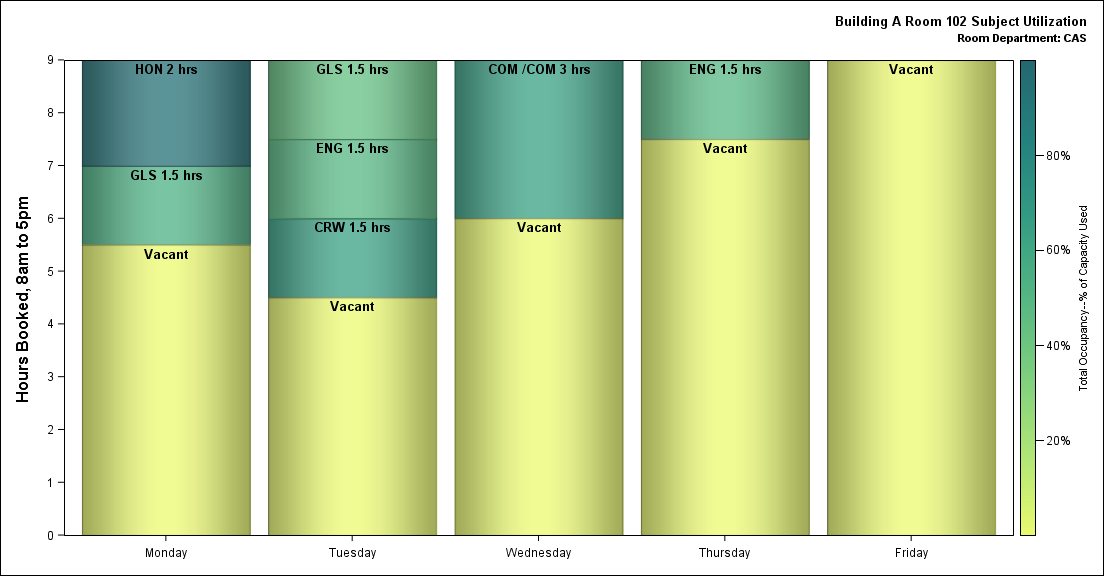 Building A Room 102 Subject Utilization
Room Department: CAS
Hours Booked, 8am to 5pm
9
8
7
6
5
4
3
2
1
0
HON 2 hrs
GLS 1.5 hrs
Vacant
GLS 1.5 hrs
ENG 1.5 hrs
CRW 1.5 hrs
Vacant
COM /COM 3 hrs
Vacant
ENG 1.5 hrs
Vacant
Vacant
Monday
Tuesday
Wednesday
Thursday
Friday
80%
60%
40%
20%
Total Occupancy--% of Capacity Used